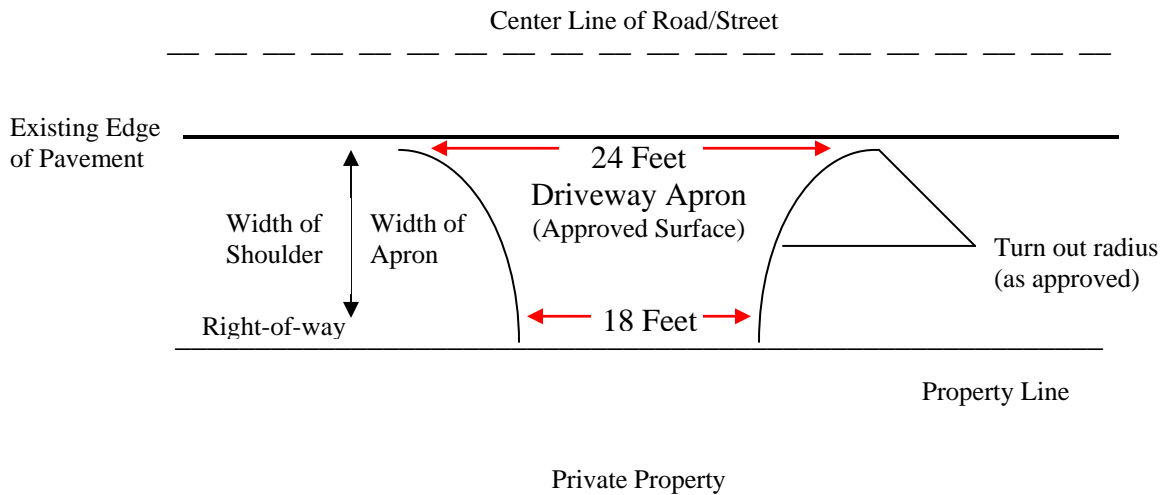 Center Line of Road/Street
Existing Edge
of Pavement
24 Feet
Driveway Apron
(Approved Surface)
Width of
Shoulder
Width of
Apron
Turn out radius
(as approved)
18 Feet
Right-of-way
Property Line
Private Property